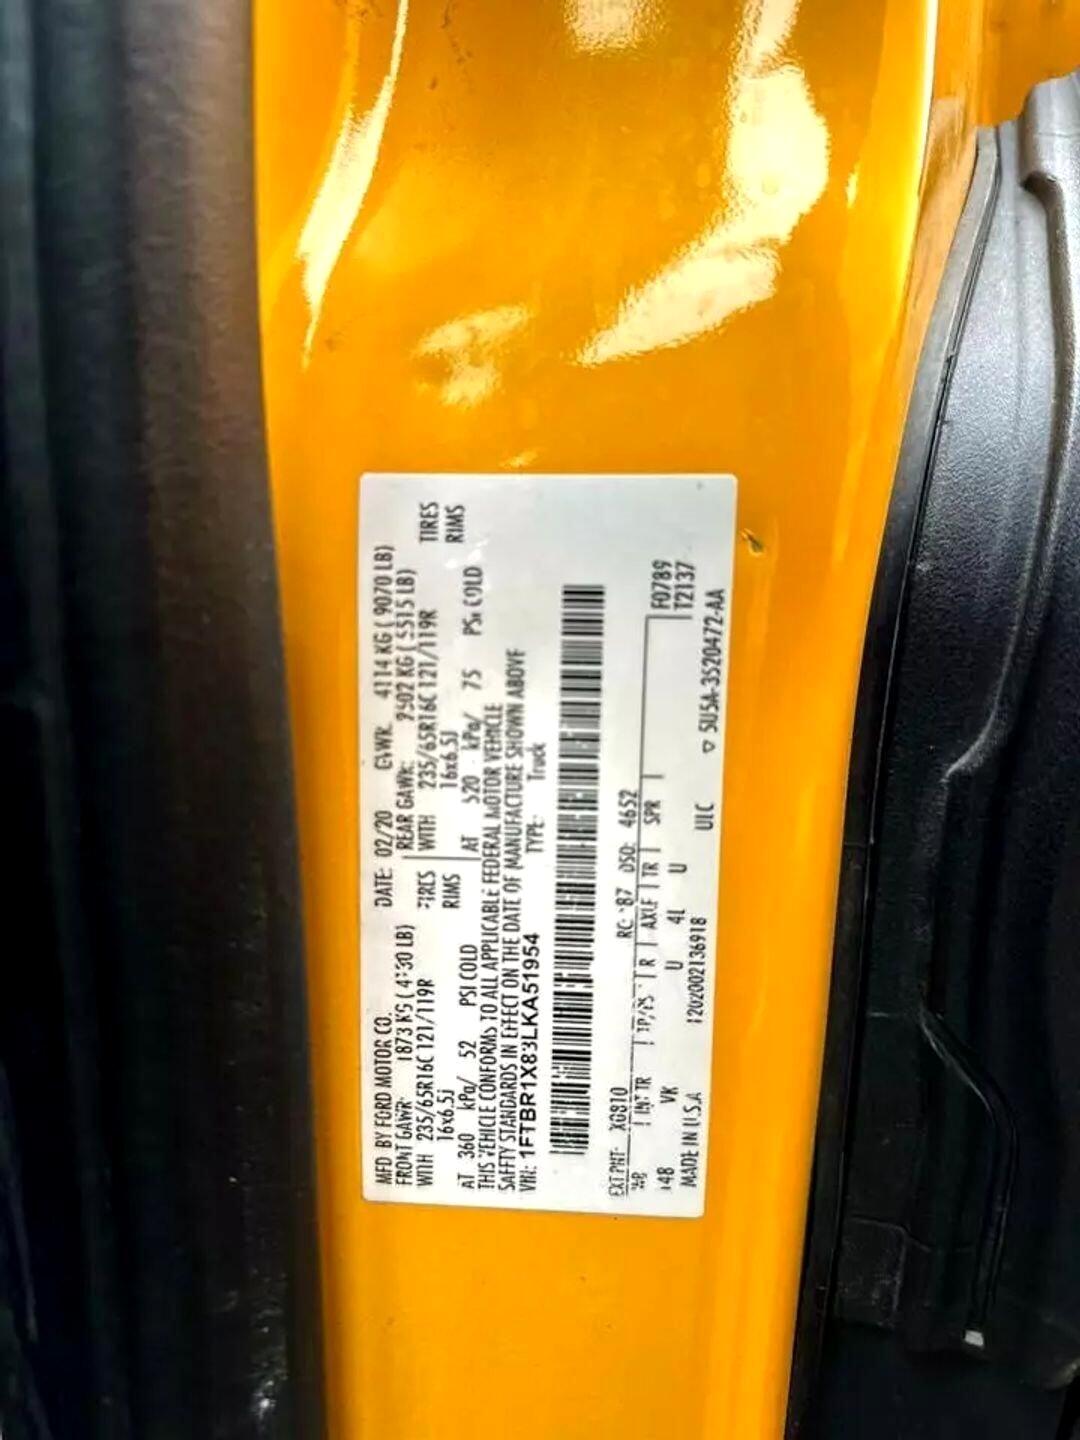 MFD BY FORD MOTOR CO. DATE: 02/20 GVWR: 4114 KG ( 9070 LB)
FRONT GAWR: 1873 KG ( 4130 LB) REAR GAWR: 2502 KG ( 5515 LB)
WITH 235/65R16C 121/119R TIRES WITH 235/65R16C 121/119R TIRES
16x6.5J RIMS 16x6.5J RIMS
AT 360 kPa/ 52 PSI COLD AT 520 kPa/ 75 PSI COLD
THIS VEHICLE CONFORMS TO ALL APPLICABLE FEDERAL MOTOR VEHICLE
SAFETY STANDARDS IN EFFECT ON THE DATE OF MANUFACTURE SHOWN ABOVE
VIN: 1FTBR1X83LKA51954 TYPE: Truck
F0789
T2137
EXT PNT: RC: 87 DSO: 4652
WB INT TR TP/PS R AXLE TR SPR
148 VK U 4L U
ULC ▽ 5U5A-3520472-AA
MADE IN U.S.A 1202002136918